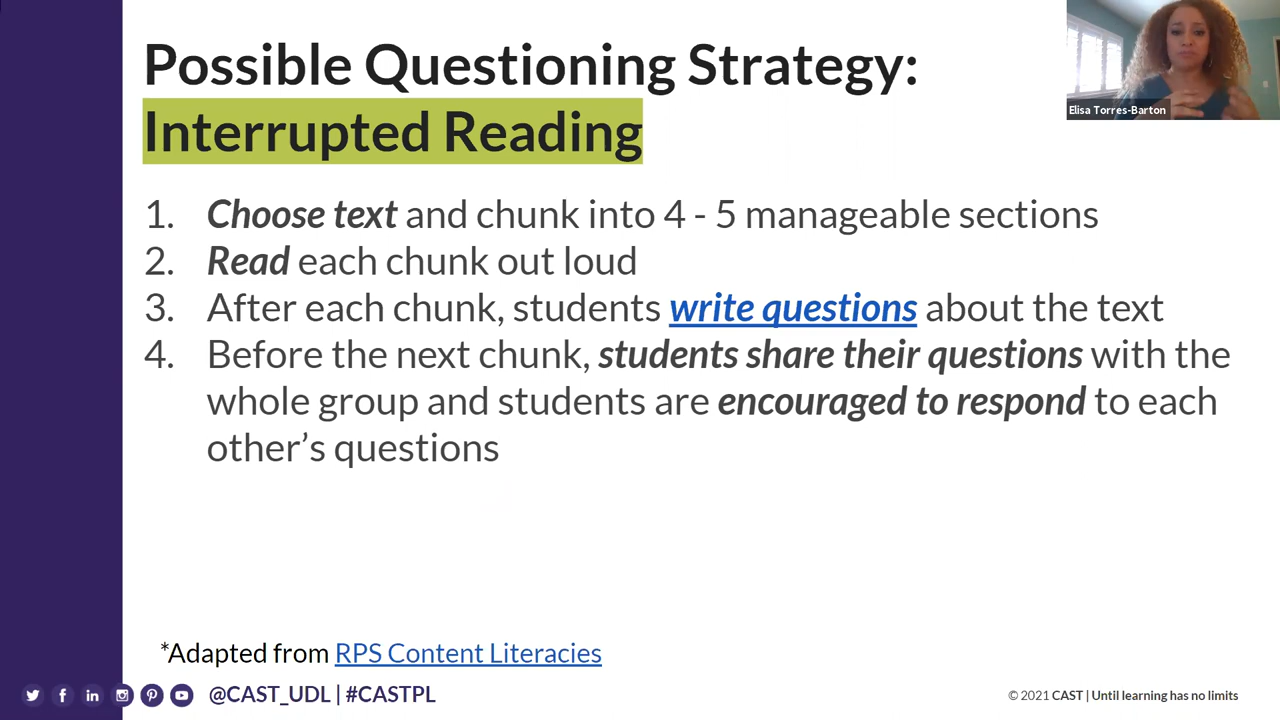 Possible Questioning Strategy:
Interrupted Reading
Elisa Torres-Barton
1. Choose text and chunk into 4 - 5 manageable sections
2. Read each chunk out loud
3. After each chunk, students write questions about the text
4. Before the next chunk, students share their questions with the
whole group and students are encouraged to respond to each
other’s questions
*Adapted from RPS Content Literacies
@CAST_UDL | #CASTPL
© 2021 CAST | Until learning has no limits